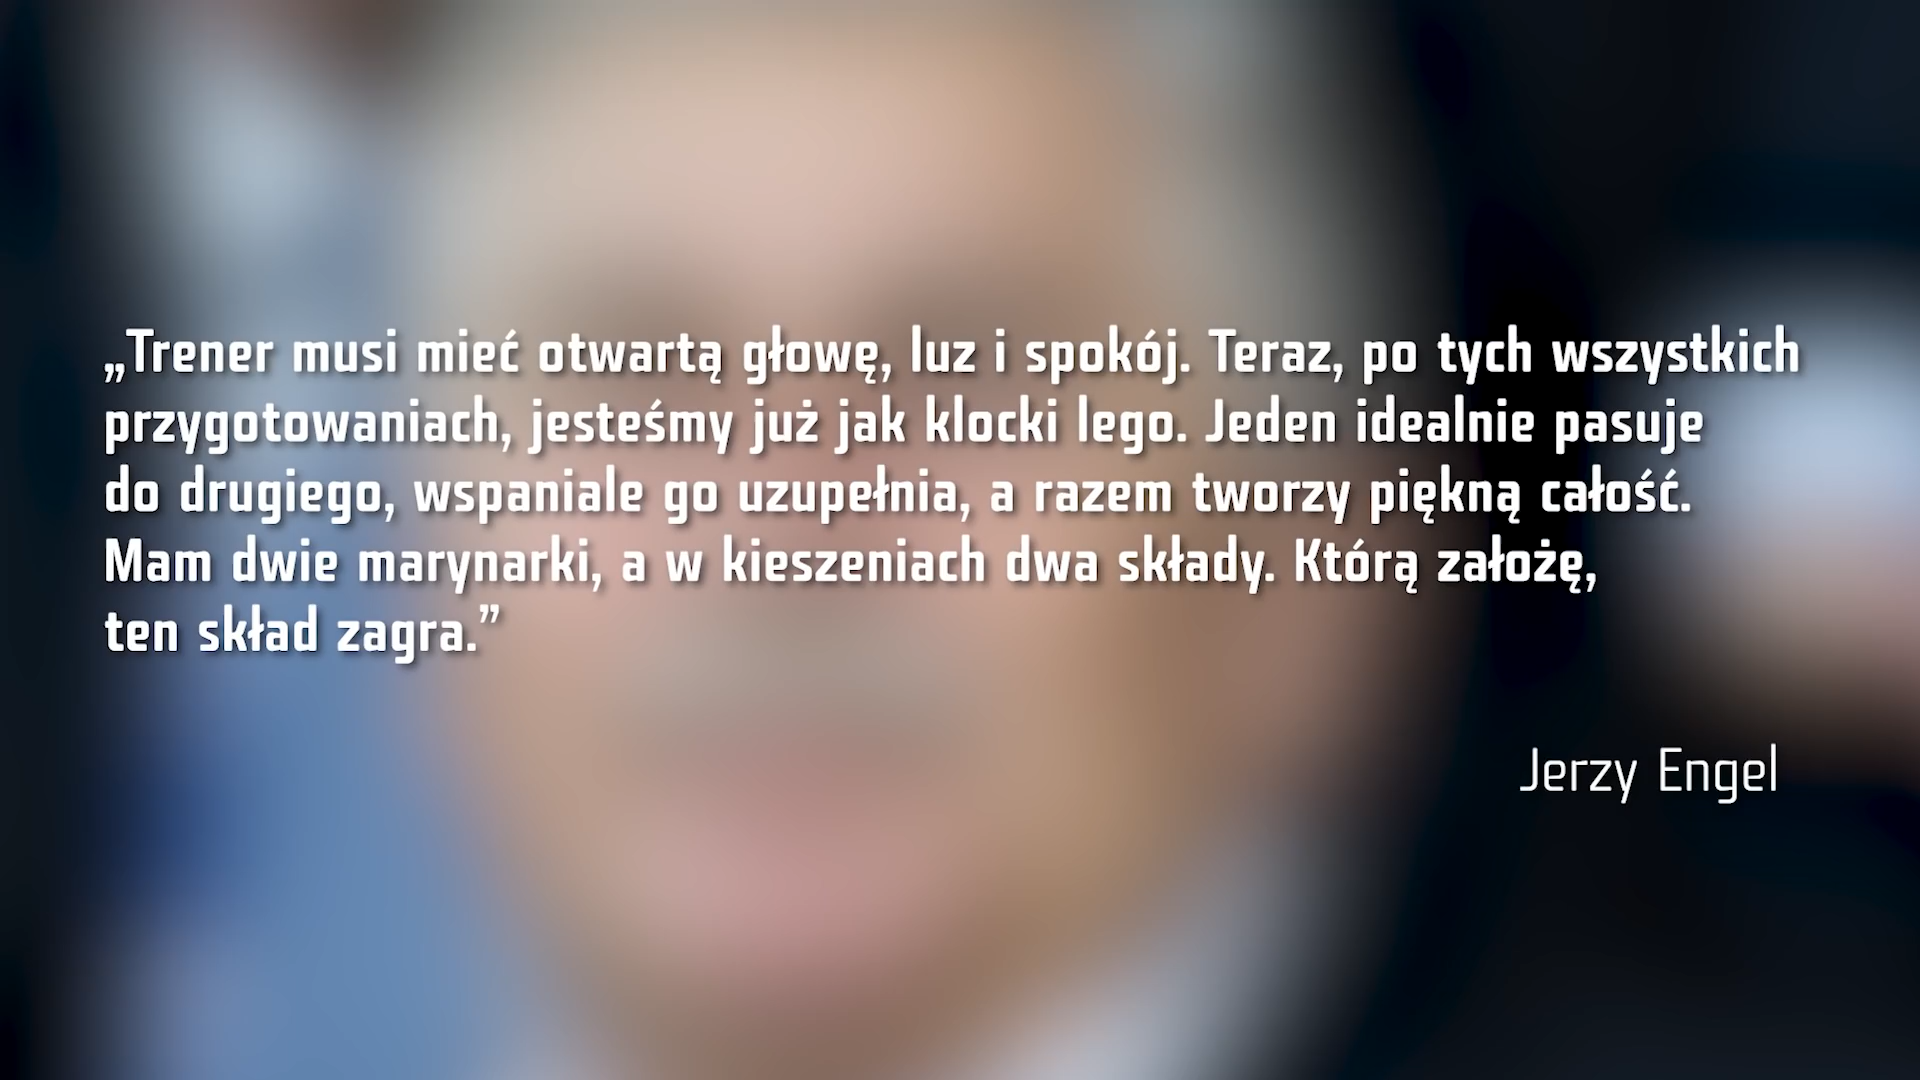 „Trener musi mieć otwartą głowę, luz i spokój. Teraz, po tych wszystkich
przygotowaniach, jesteśmy już jak klocki lego. Jeden idealnie pasuje
do drugiego, wspaniale go uzupełnia, a razem tworzy piękną całość.
Mam dwie marynarki, a w kieszeniach dwa składy. Którą założę,
ten skład zagra.”
Jerzy Engel